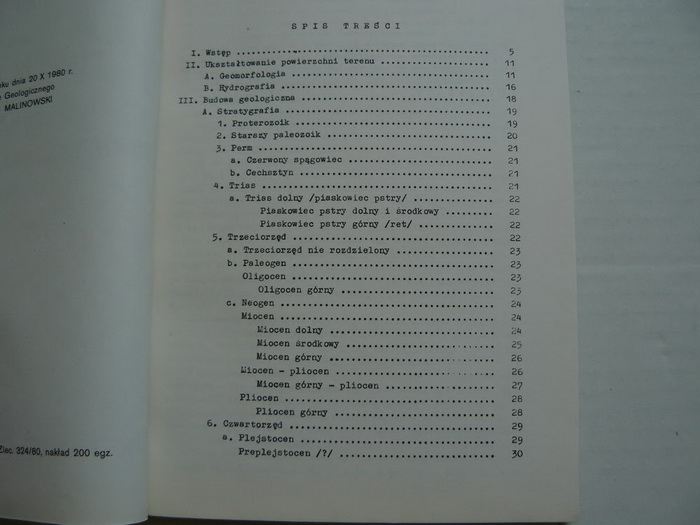 dnia 20 X 1980 r.
Geologicznego
MALINOWSKI
Zlec. 324/80, nakład 200 egz.
SPIS TREŚCI
I. Wstęp 5
II. Ukształtowanie powierzchni terenu 11
A. Geomorfologia 11
B. Hydrografia 16
III. Budowa geologiczna 18
A. Stratygrafia 19
1. Proterozoik 19
2. Starszy paleozoik 20
3. Perm 21
a. Czerwony spągowiec 21
b. Cechsztyn 21
4. Trias 21
a. Trias dolny /piaskowiec pstry/ 22
Piaskowiec pstry dolny i środkowy 22
Piaskowiec pstry górny /ret/ 22
5. Trzeciorzęd 22
a. Trzeciorzęd nie rozdzielony 23
b. Paleogen 23
Oligocen 23
Oligocen górny 23
c. Neogen 24
Miocen 24
Miocen dolny 24
Miocen środkowy 25
Miocen górny 26
Miocen - pliocen 26
Miocen górny - pliocen 27
Pliocen 28
Pliocen górny 28
6. Czwartorzęd 29
a. Plejstocen 29
Preplejstocen /?/ 30